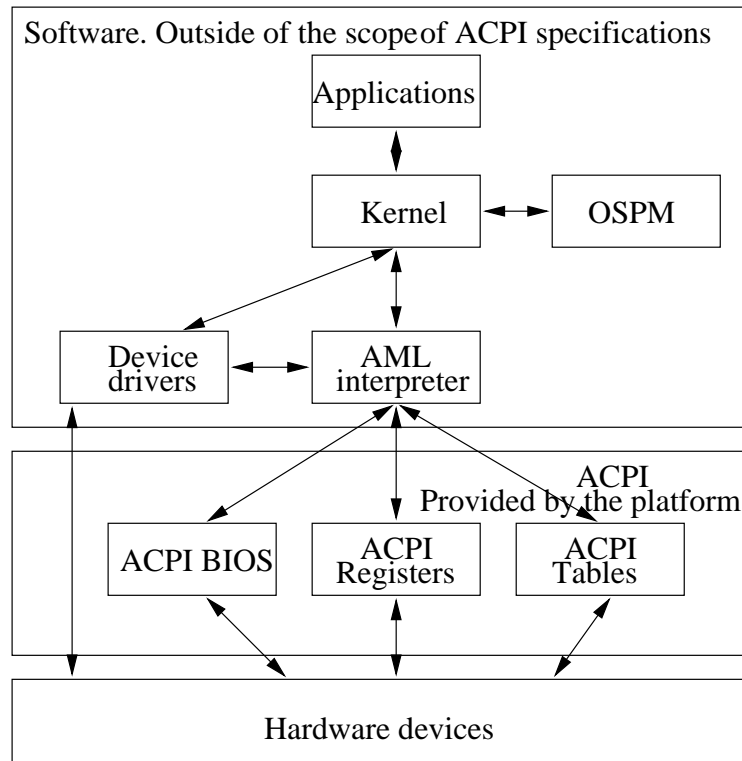 Software. Outside of the scope of ACPI specifications
Applications
Kernel
OSPM
Device
drivers
AML
interpreter
ACPI
Provided by the platform
ACPI BIOS
ACPI
Registers
ACPI
Tables
Hardware devices